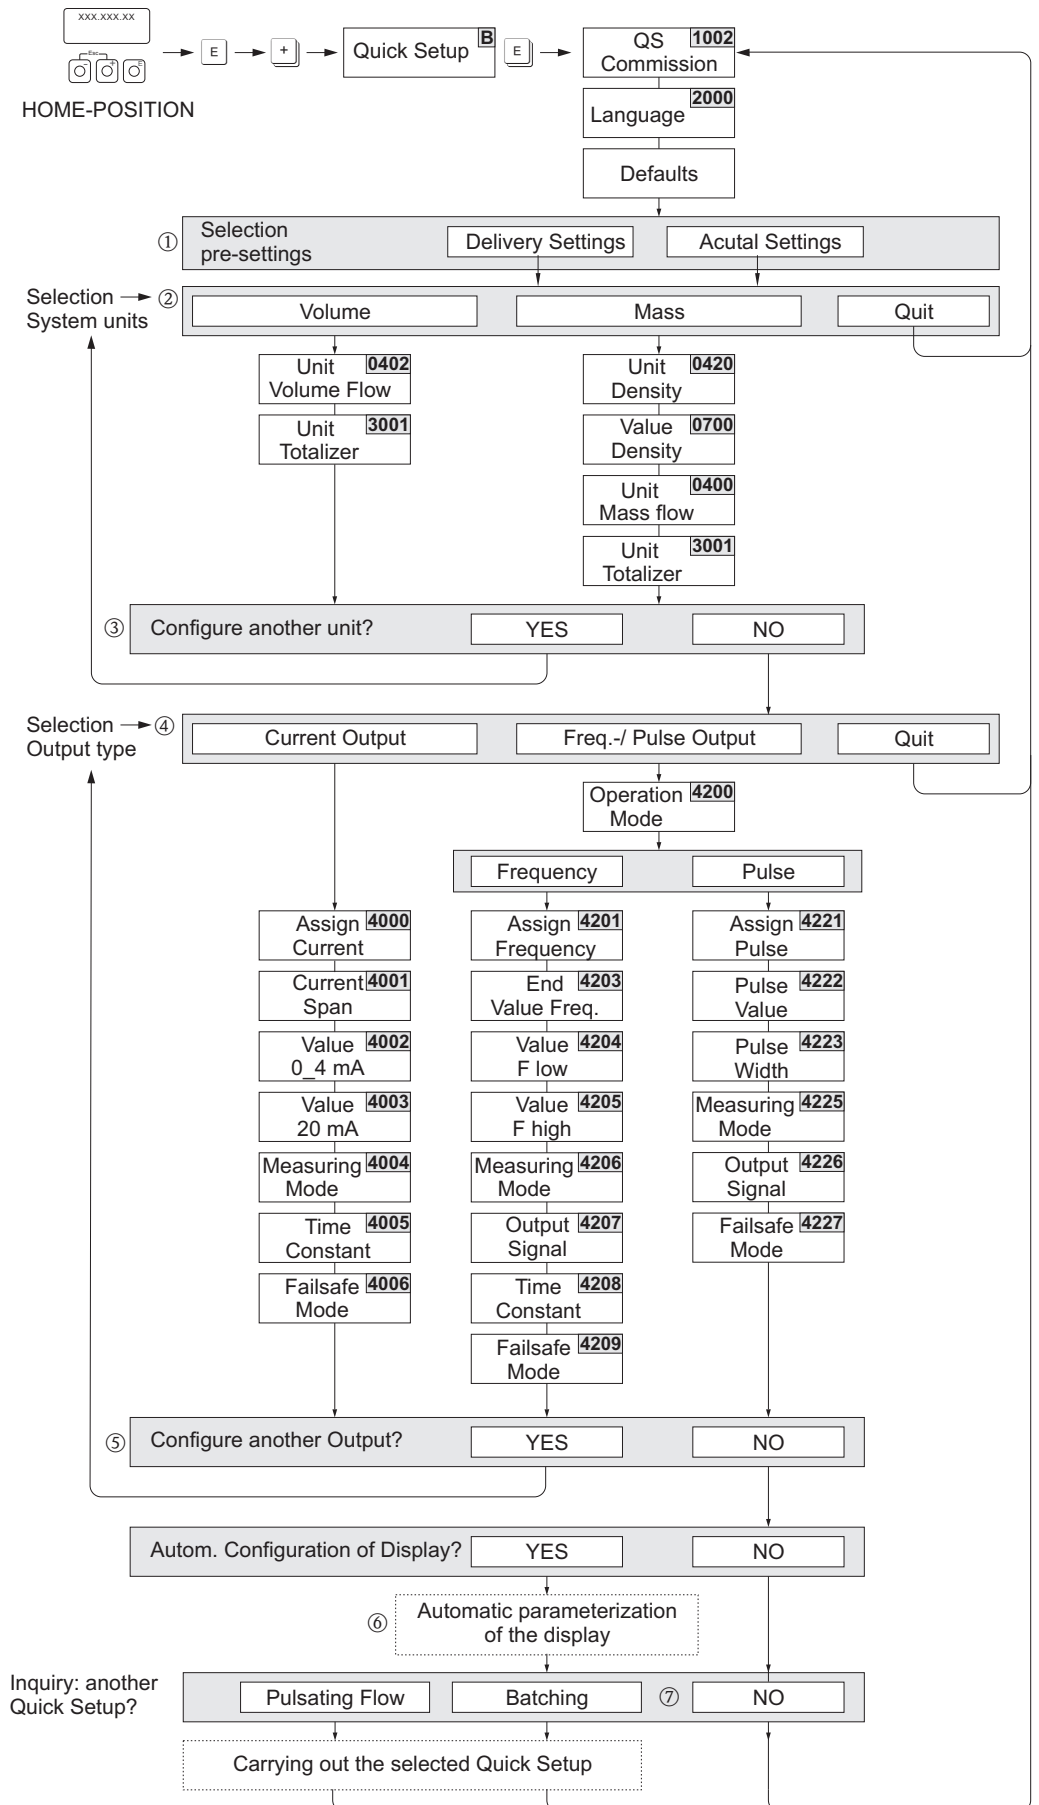 xxx.xxx.xx
Esc
- + E
E
+
Quick Setup B
E
HOME-POSITION
QS 1002
Commission
2000
Language
Defaults
①
Selection
pre-settings
Delivery Settings
Acutal Settings
Selection
System units
②
Volume
Mass
Quit
Unit 0402
Volume Flow
Unit 0420
Density
Unit 3001
Totalizer
Value 0700
Density
Unit 0400
Mass flow
Unit 3001
Totalizer
③ Configure another unit? YES NO
Selection
Output type
④
Current Output
Freq.-/ Pulse Output
Quit
Operation 4200
Mode
Frequency
Pulse
Assign 4000
Current
Assign 4201
Frequency
Assign 4221
Pulse
Current 4001
Span
End 4203
Value Freq.
Pulse 4222
Value
Value 4002
0_4 mA
Value 4204
F low
Pulse 4223
Width
Value 4003
20 mA
Value 4205
F high
Measuring 4225
Mode
Measuring 4004
Mode
Measuring 4206
Mode
Output 4226
Signal
Time 4005
Constant
Output 4207
Signal
Failsafe 4227
Mode
Failsafe 4006
Mode
Time 4208
Constant
Failsafe 4209
Mode
⑤ Configure another Output? YES NO
Autom. Configuration of Display? YES NO
⑥
Automatic parameterization
of the display
Inquiry: another
Quick Setup?
Pulsating Flow
Batching
⑦ NO
Carrying out the selected Quick Setup